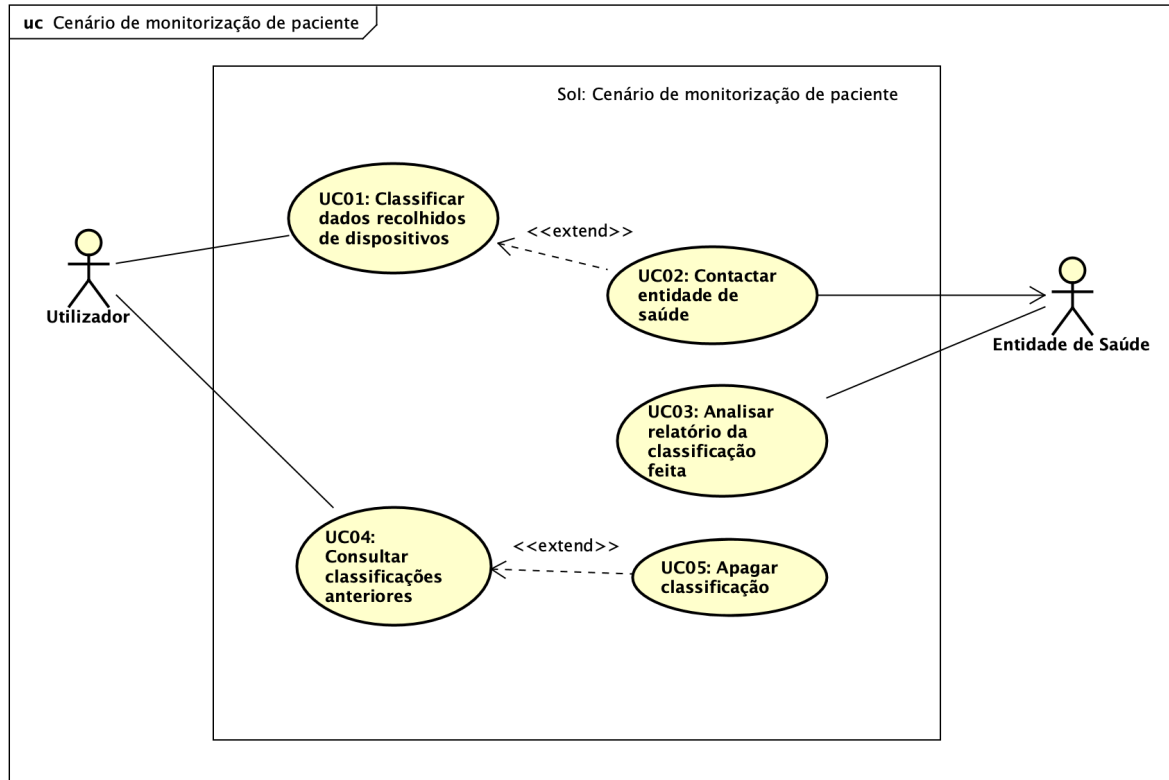 uc Cenário de monitorização de paciente
Sol: Cenário de monitorização de paciente
UC01: Classificar
dados recolhidos
de dispositivos
<<extend>>
UC02: Contactar
entidade de
saúde
Utilizador
Entidade de Saúde
UC03: Analisar
relatório da
classificação
feita
UC04:
Consultar
classificações
anteriores
<<extend>>
UC05: Apagar
classificação